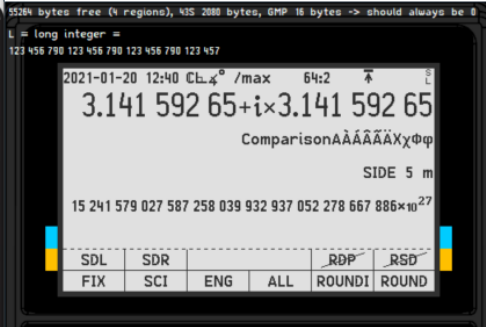 55264 bytes free (4 regions), 43S 2080 bytes, GMP 16 bytes -> should always be 0
L = long integer =
123 456 790 123 456 790 123 456 790 123 457
2021-01-20 12:40 ℂ∟∡° /max 64:2 S L
3.141 592 65+i×3.141 592 65
ComparisonAÀÁÂÃÄXχΦφ
SIDE 5 m
15 241 579 027 587 258 039 932 937 052 278 667 886×10²⁷
SDL SDR RDP RSD
FIX SCI ENG ALL ROUNDI ROUND